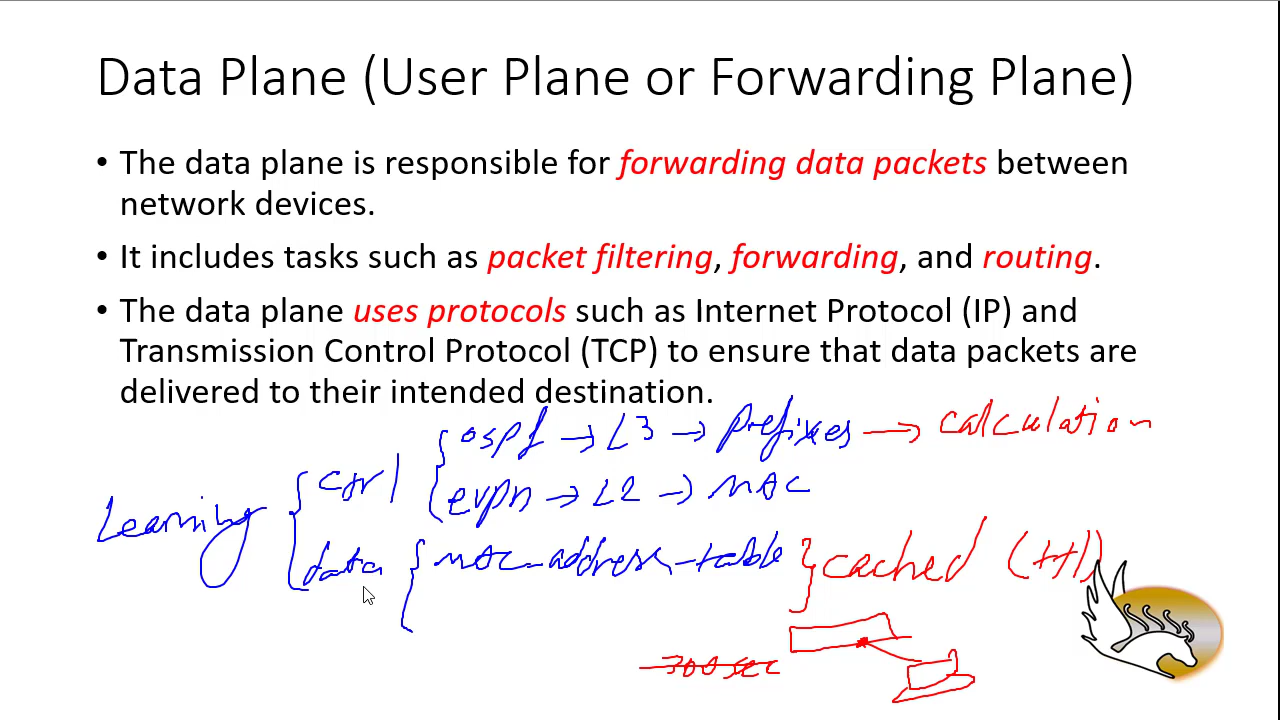 Data Plane (User Plane or Forwarding Plane)
• The data plane is responsible for forwarding data packets between
network devices.
• It includes tasks such as packet filtering, forwarding, and routing.
• The data plane uses protocols such as Internet Protocol (IP) and
Transmission Control Protocol (TCP) to ensure that data packets are
delivered to their intended destination.
ospf → L3 → prefixes → calculation
Learning { ctrl { evpn → L2 → MAC
data { MAC-address-table } cached (ttl)
300 sec